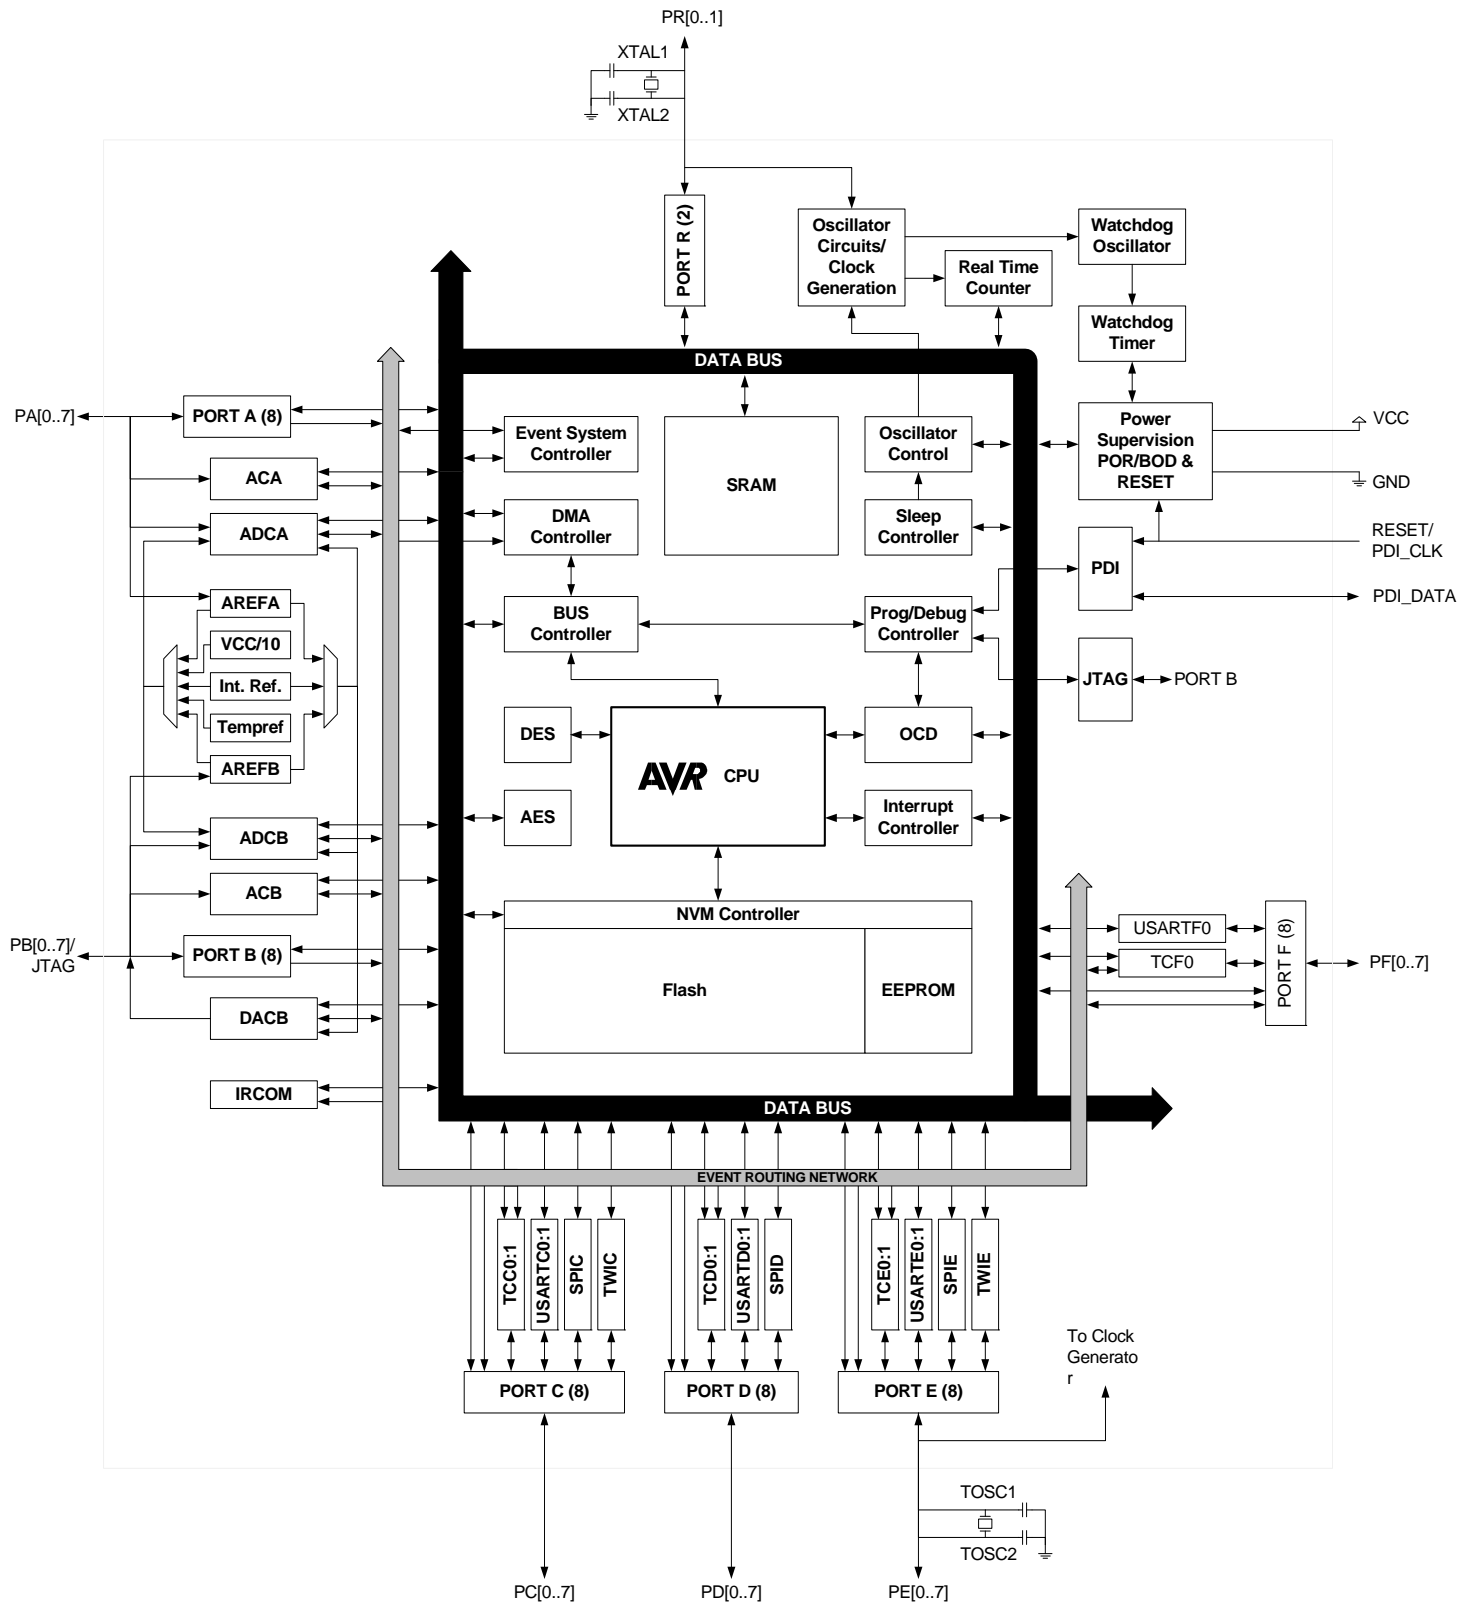 PR[0..1]
XTAL1
XTAL2
PORT R (2)
Oscillator
Circuits/
Clock
Generation
Watchdog
Oscillator
Real Time
Counter
Watchdog
Timer
DATA BUS
PA[0..7]
PORT A (8)
Event System
Controller
Oscillator
Control
Power
Supervision
POR/BOD &
RESET
VCC
GND
ACA
SRAM
ADCA
DMA
Controller
Sleep
Controller
RESET/
PDI_CLK
PDI
PDI_DATA
AREFA
BUS
Controller
Prog/Debug
Controller
VCC/10
Int. Ref.
JTAG
PORT B
Tempref
DES
OCD
AREFB
AVR CPU
AES
Interrupt
Controller
ADCB
ACB
NVM Controller
USARTF0
PORT F (8)
PB[0..7]/
JTAG
PORT B (8)
TCF0
PF[0..7]
Flash
EEPROM
DACB
IRCOM
DATA BUS
EVENT ROUTING NETWORK
TCC0:1
USARTC0:1
SPIC
TWIC
TCD0:1
USARTD0:1
SPID
TCE0:1
USARTE0:1
SPIE
TWIE
To Clock
Generato
r
PORT C (8)
PORT D (8)
PORT E (8)
TOSC1
TOSC2
PC[0..7]
PD[0..7]
PE[0..7]